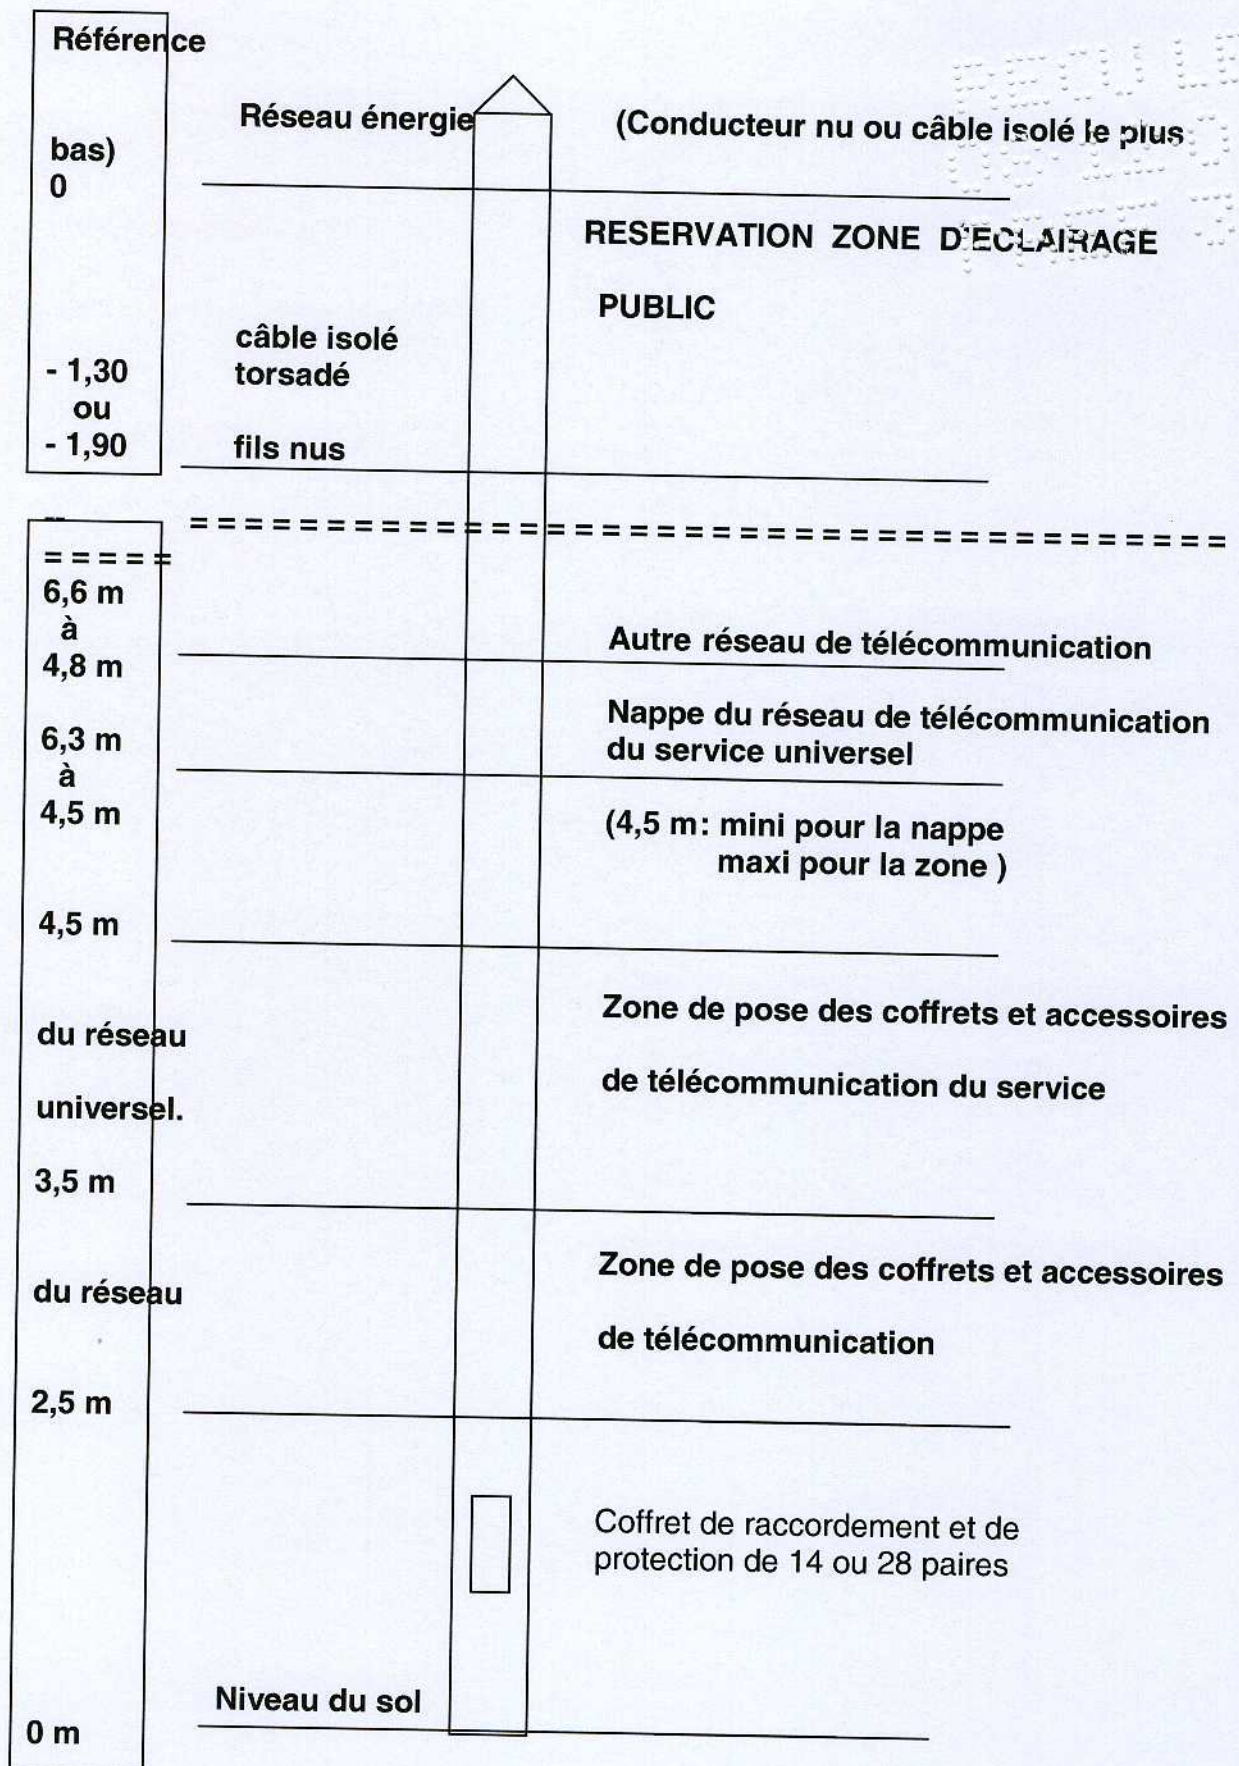 Référence
Réseau énergie (Conducteur nu ou câble isolé le plus
bas)
0
RESERVATION ZONE D'ECLAIRAGE
PUBLIC
câble isolé
- 1,30 torsadé
ou
- 1,90 fils nus
= = = = = = = = = = = = = = = = = = = = = = = = = = = = = = = = = = = = = =
= = = = =
6,6 m
à
Autre réseau de télécommunication
4,8 m
Nappe du réseau de télécommunication
6,3 m
du service universel
à
4,5 m
(4,5 m: mini pour la nappe
maxi pour la zone )
4,5 m
Zone de pose des coffrets et accessoires
du réseau
de télécommunication du service
universel.
3,5 m
Zone de pose des coffrets et accessoires
du réseau
de télécommunication
2,5 m
Coffret de raccordement et de
protection de 14 ou 28 paires
Niveau du sol
0 m